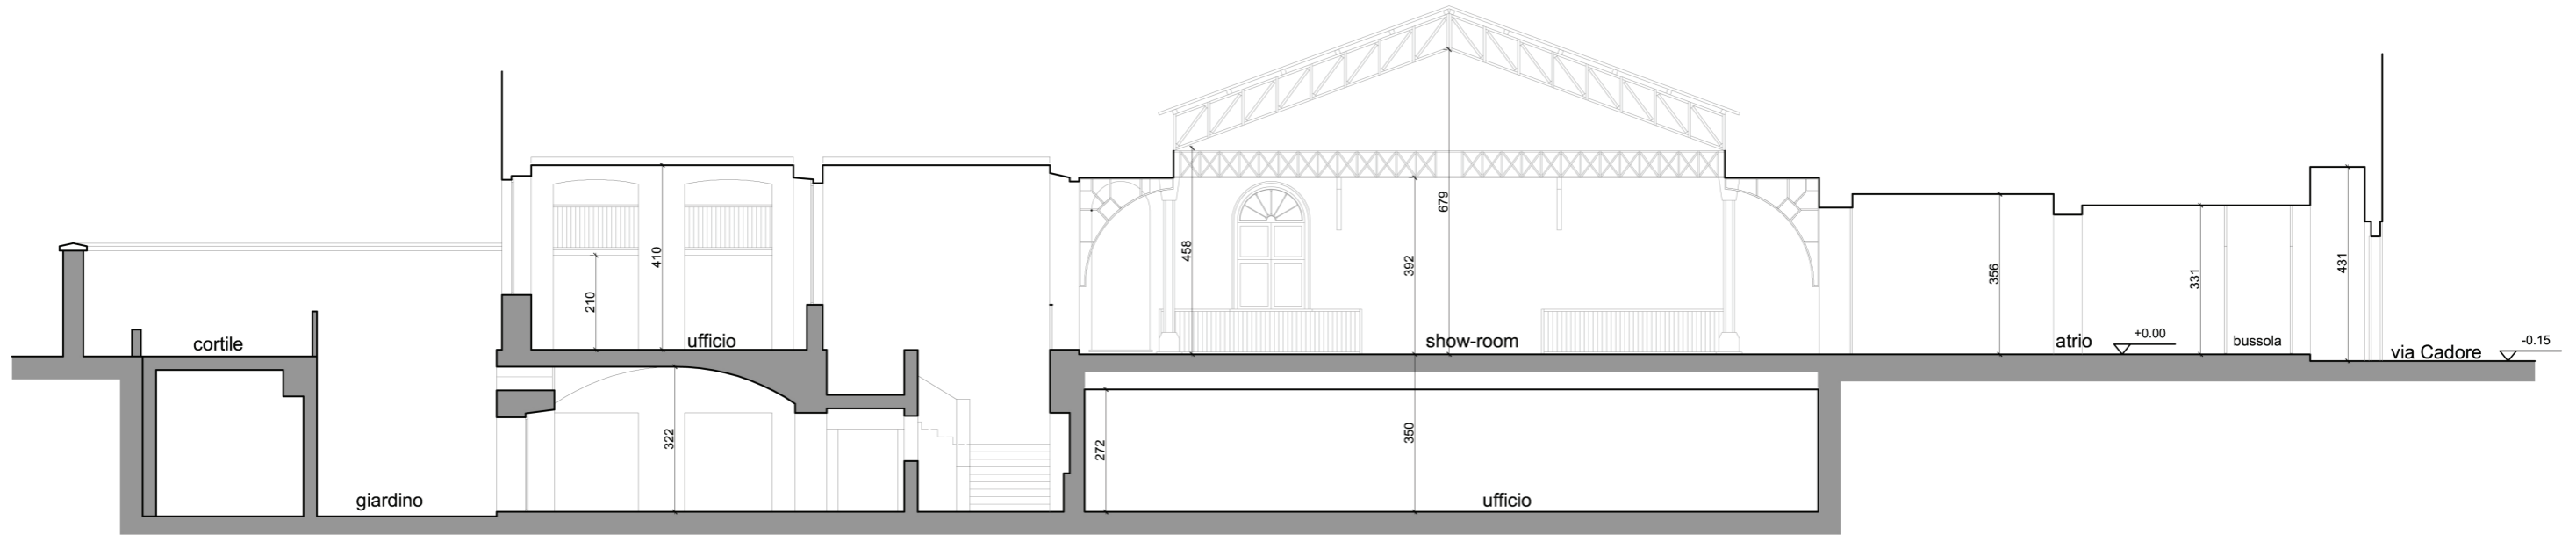 679
458
410
392
431
356
331
210
+0.00
-0.15
cortile
ufficio
show-room
atrio
bussola
via Cadore
322
272
350
giardino
ufficio